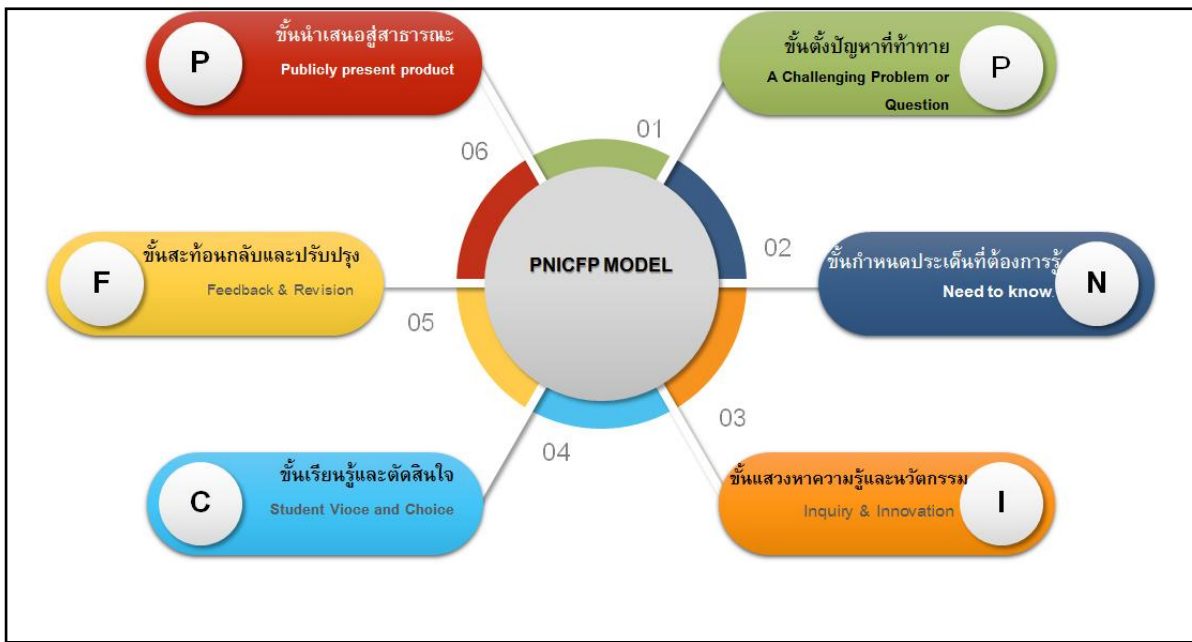 P
ขั้นนำเสนอสู่สาธารณะ
Publicly present product
ขั้นตั้งปัญหาที่ท้าทาย
A Challenging Problem or
Question
P
01
06
F
ขั้นสะท้อนกลับและปรับปรุง
Feedback & Revision
05
PNICFP MODEL
02
ขั้นกำหนดประเด็นที่ต้องการรู้
Need to know.
N
03
04
C
ขั้นเรียนรู้และตัดสินใจ
Student Vioce and Choice
ขั้นแสวงหาความรู้และนวัตกรรม
Inquiry & Innovation
I